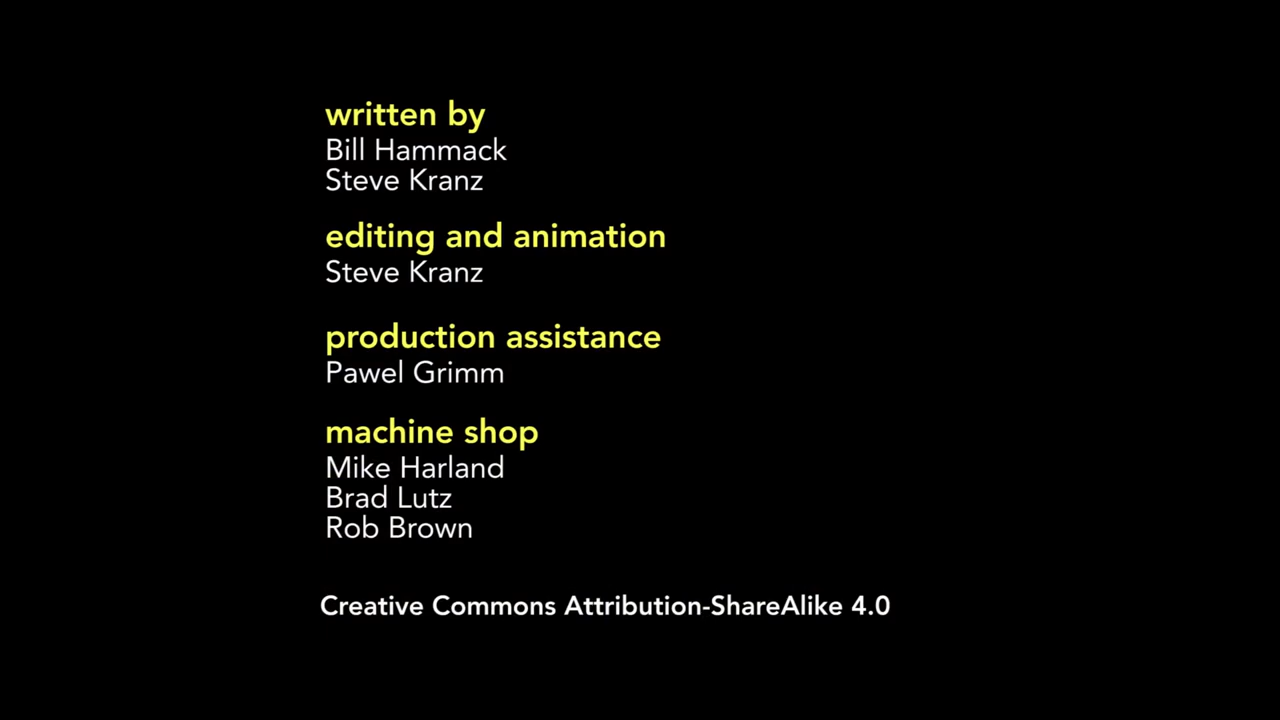 written by
Bill Hammack
Steve Kranz
editing and animation
Steve Kranz
production assistance
Pawel Grimm
machine shop
Mike Harland
Brad Lutz
Rob Brown
Creative Commons Attribution-ShareAlike 4.0